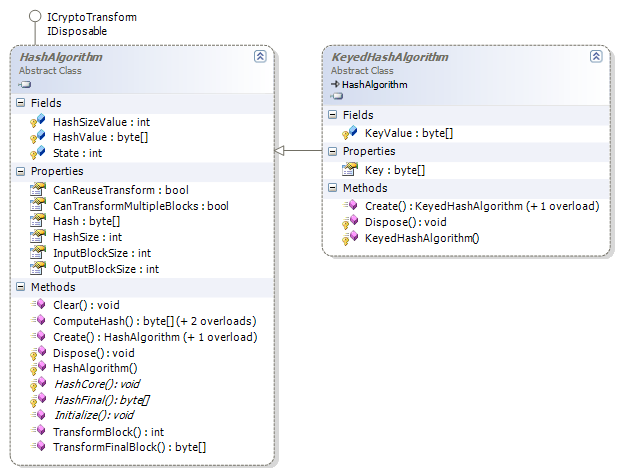 ICryptoTransform
IDisposable
HashAlgorithm
Abstract Class
Fields
HashSizeValue : int
HashValue : byte[]
State : int
Properties
CanReuseTransform : bool
CanTransformMultipleBlocks : bool
Hash : byte[]
HashSize : int
InputBlockSize : int
OutputBlockSize : int
Methods
Clear() : void
ComputeHash() : byte[] (+ 2 overloads)
Create() : HashAlgorithm (+ 1 overload)
Dispose() : void
HashAlgorithm()
HashCore() : void
HashFinal() : byte[]
Initialize() : void
TransformBlock() : int
TransformFinalBlock() : byte[]
KeyedHashAlgorithm
Abstract Class
HashAlgorithm
Fields
KeyValue : byte[]
Properties
Key : byte[]
Methods
Create() : KeyedHashAlgorithm (+ 1 overload)
Dispose() : void
KeyedHashAlgorithm()